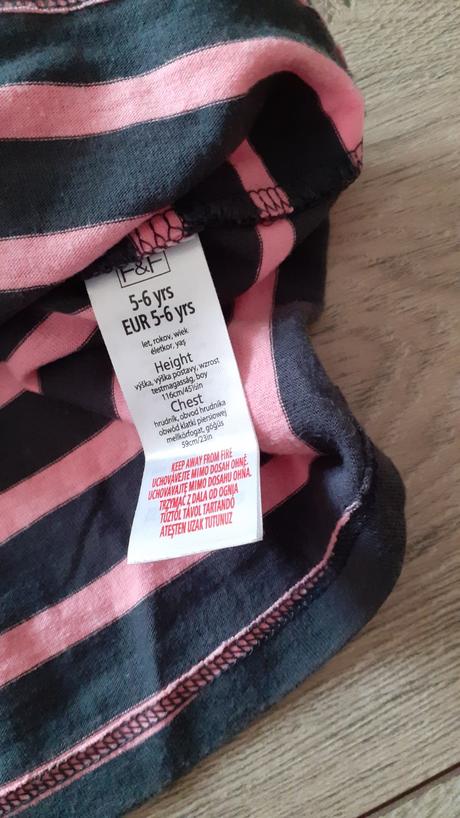 F&F
5-6 yrs
EUR 5-6 yrs
let, rokov, wiek
életkor, yaş
Height
výška, výška postavy, wzrost
testmagasság, boy
116cm/45½in
Chest
hrudník, obvod hrudníka
obwód klatki piersiowej
mellkörfogat, göğüs
59cm/23in
KEEP AWAY FROM FIRE
UCHOVÁVEJTE MIMO DOSAH OHNĚ.
UCHOVÁVAJTE MIMO DOSAHU OHŇA.
TRZYMAĆ Z DALA OD OGNIA
TŰZTŐL TÁVOL TARTANDÓ
ATEŞTEN UZAK TUTUNUZ